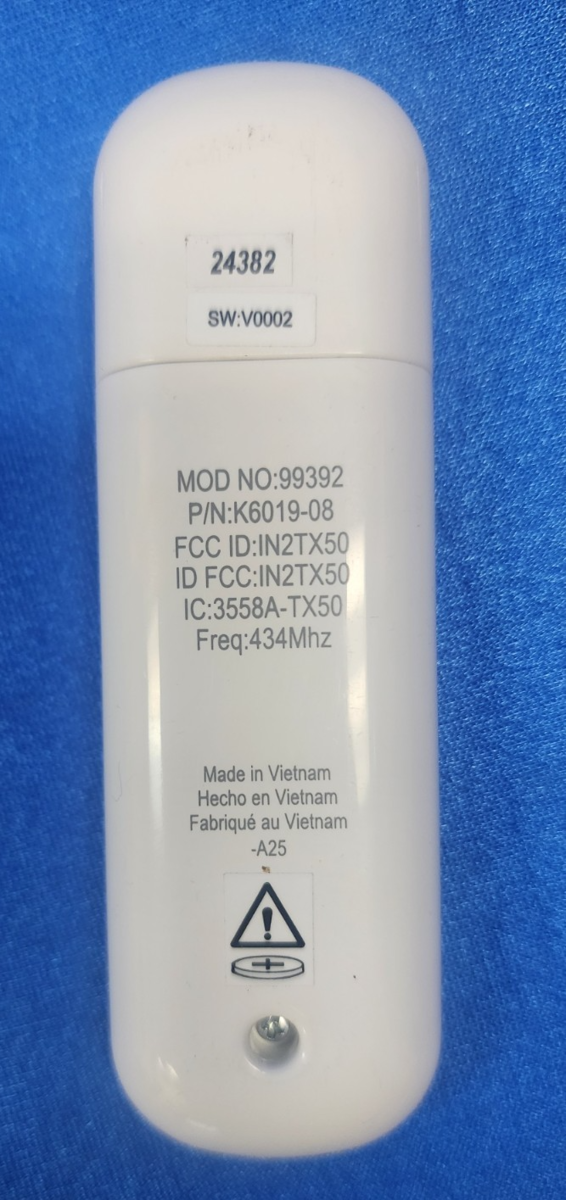 24382
SW:V0002
MOD NO:99392
P/N:K6019-08
FCC ID:IN2TX50
ID FCC:IN2TX50
IC:3558A-TX50
Freq:434Mhz
Made in Vietnam
Hecho en Vietnam
Fabriqué au Vietnam
-A25